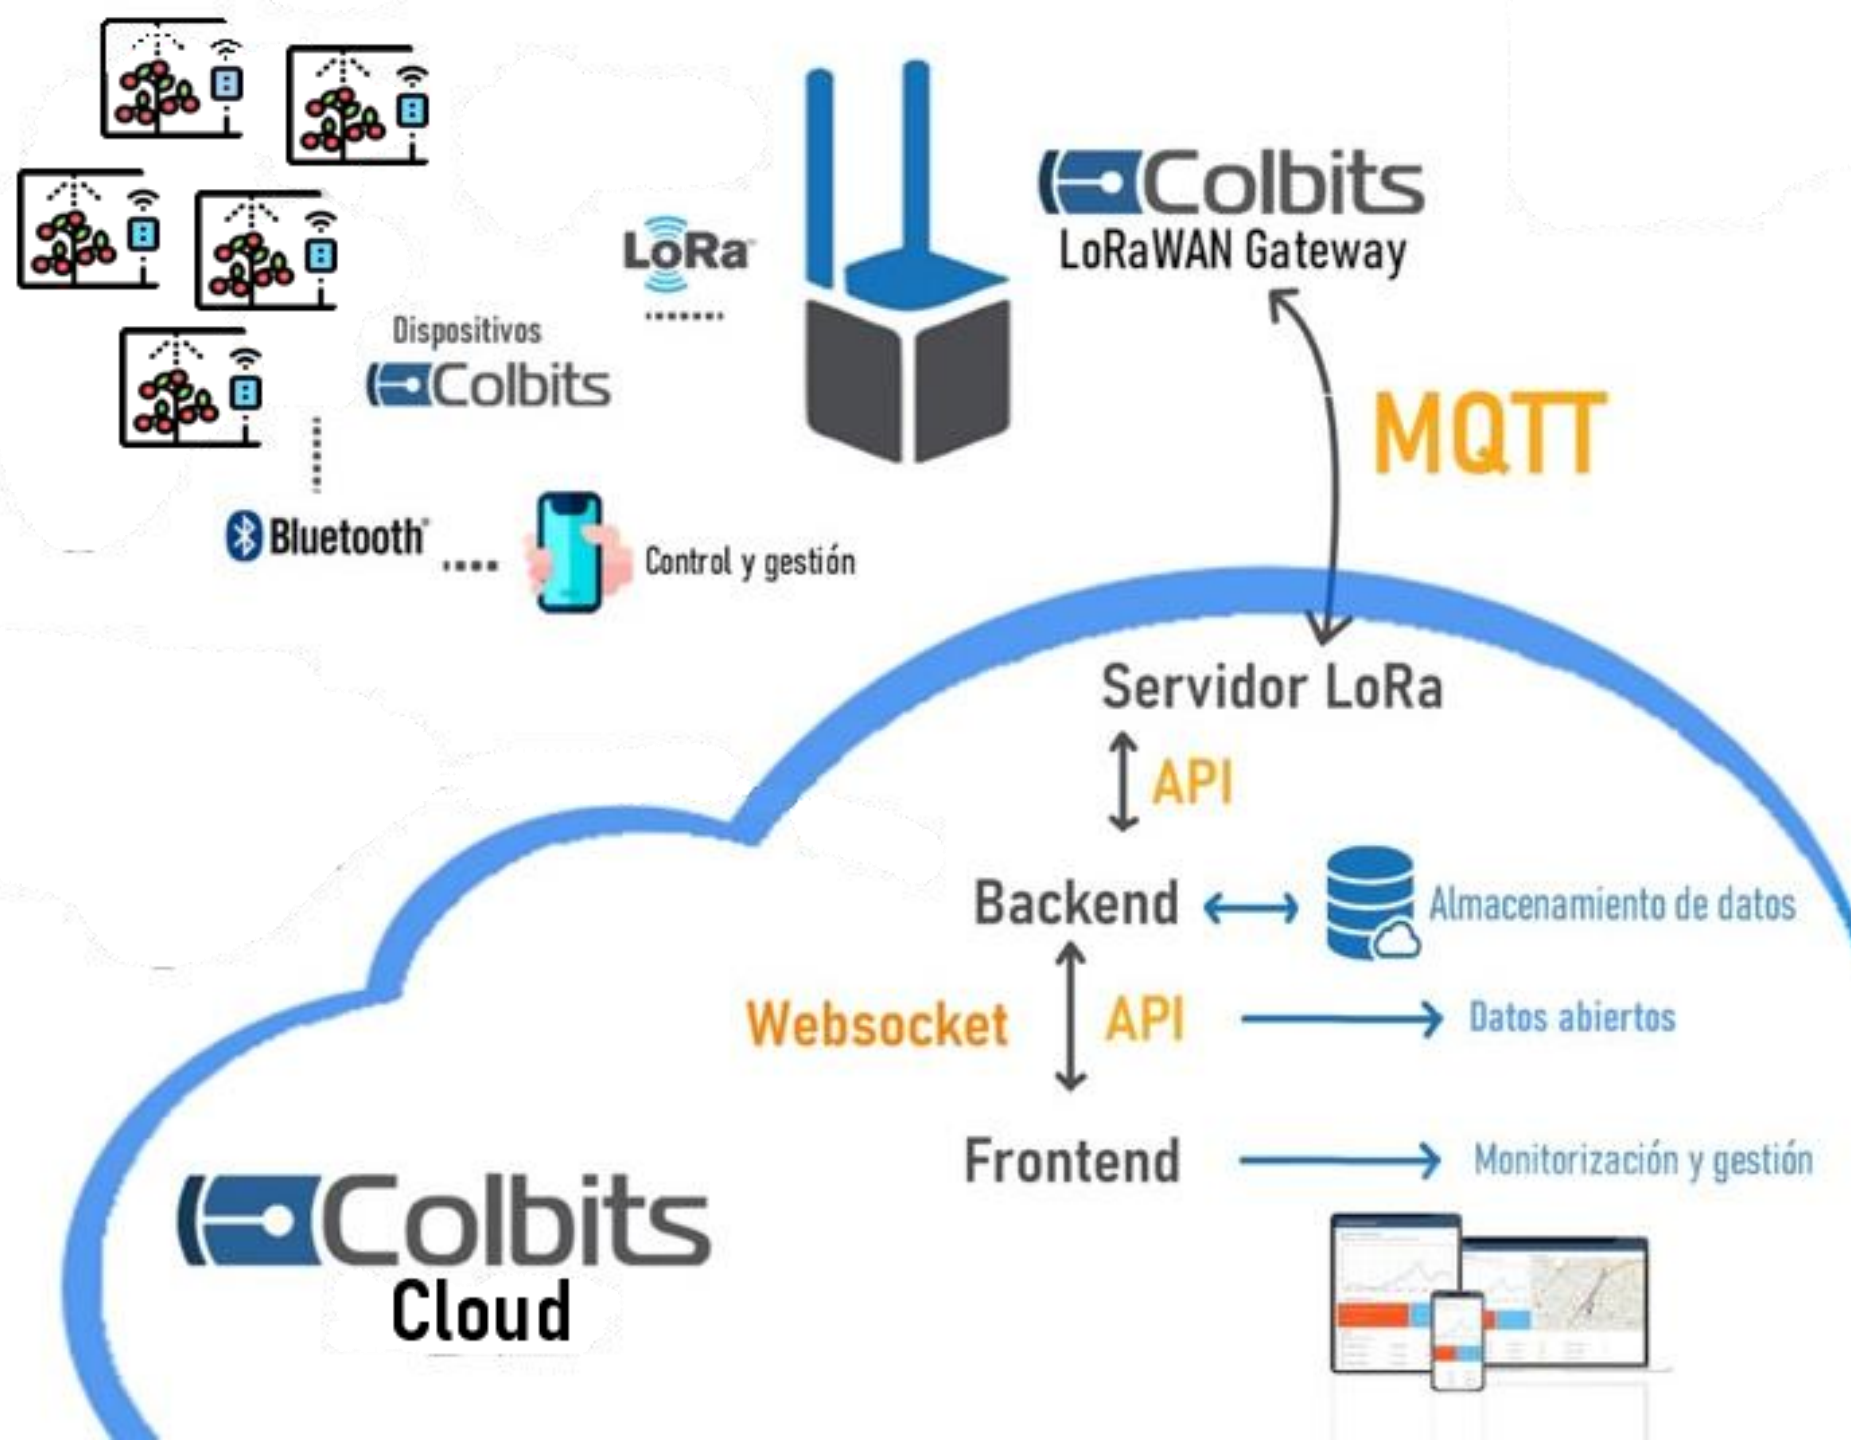 Colbits
LoRaWAN Gateway
LoRa
Dispositivos
Colbits
MQTT
Bluetooth
Control y gestión
Servidor LoRa
API
Backend
Almacenamiento de datos
Websocket
API
Datos abiertos
Frontend
Monitorización y gestión
Colbits
Cloud